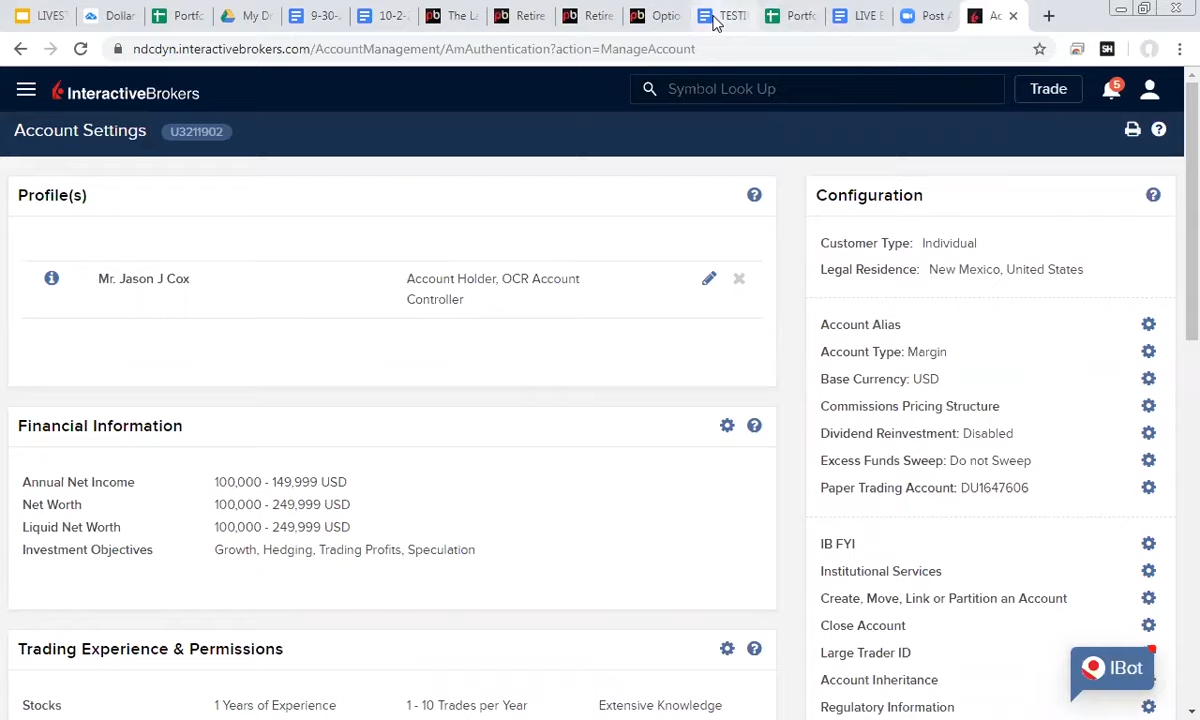 LIVES
Dollar
Portfo
My Dr
9-30-
10-2-
The La
Retire
Retire
Optio
TESTI
Portfo
LIVE E
Post A
Ac
ndcdyn.interactivebrokers.com/AccountManagement/AmAuthentication?action=ManageAccount
SH
InteractiveBrokers
Symbol Look Up
Trade
5
Account Settings
U3211902
Profile(s)
Mr. Jason J Cox
Account Holder, OCR Account
Controller
Financial Information
Annual Net Income
100,000 - 149,999 USD
Net Worth
100,000 - 249,999 USD
Liquid Net Worth
100,000 - 249,999 USD
Investment Objectives
Growth, Hedging, Trading Profits, Speculation
Trading Experience & Permissions
Stocks
1 Years of Experience
1 - 10 Trades per Year
Extensive Knowledge
Configuration
Customer Type: Individual
Legal Residence: New Mexico, United States
Account Alias
Account Type: Margin
Base Currency: USD
Commissions Pricing Structure
Dividend Reinvestment: Disabled
Excess Funds Sweep: Do not Sweep
Paper Trading Account: DU1647606
IB FYI
Institutional Services
Create, Move, Link or Partition an Account
Close Account
Large Trader ID
Account Inheritance
Regulatory Information
IBot